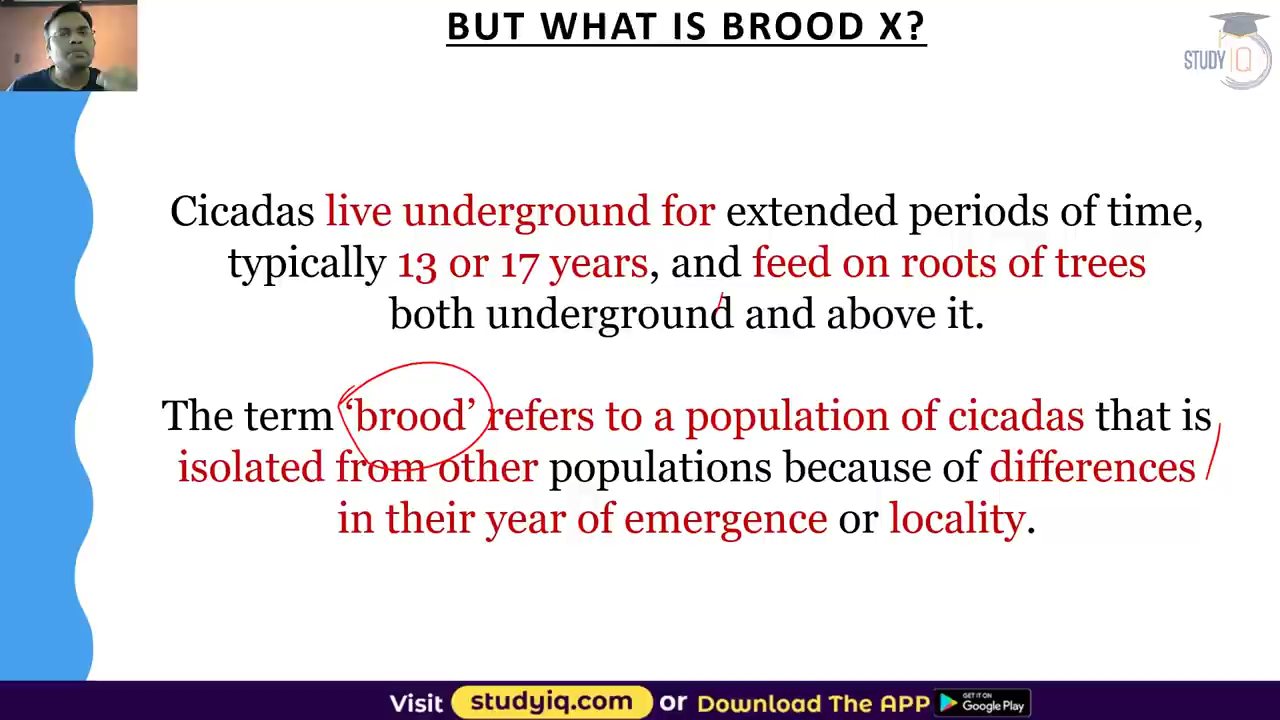 BUT WHAT IS BROOD X?
STUDY IQ
Cicadas live underground for extended periods of time,
typically 13 or 17 years, and feed on roots of trees
both underground and above it.
The term ‘brood’ refers to a population of cicadas that is
isolated from other populations because of differences
in their year of emergence or locality.
Visit studyiq.com or Download The APP GET IT ON Google Play